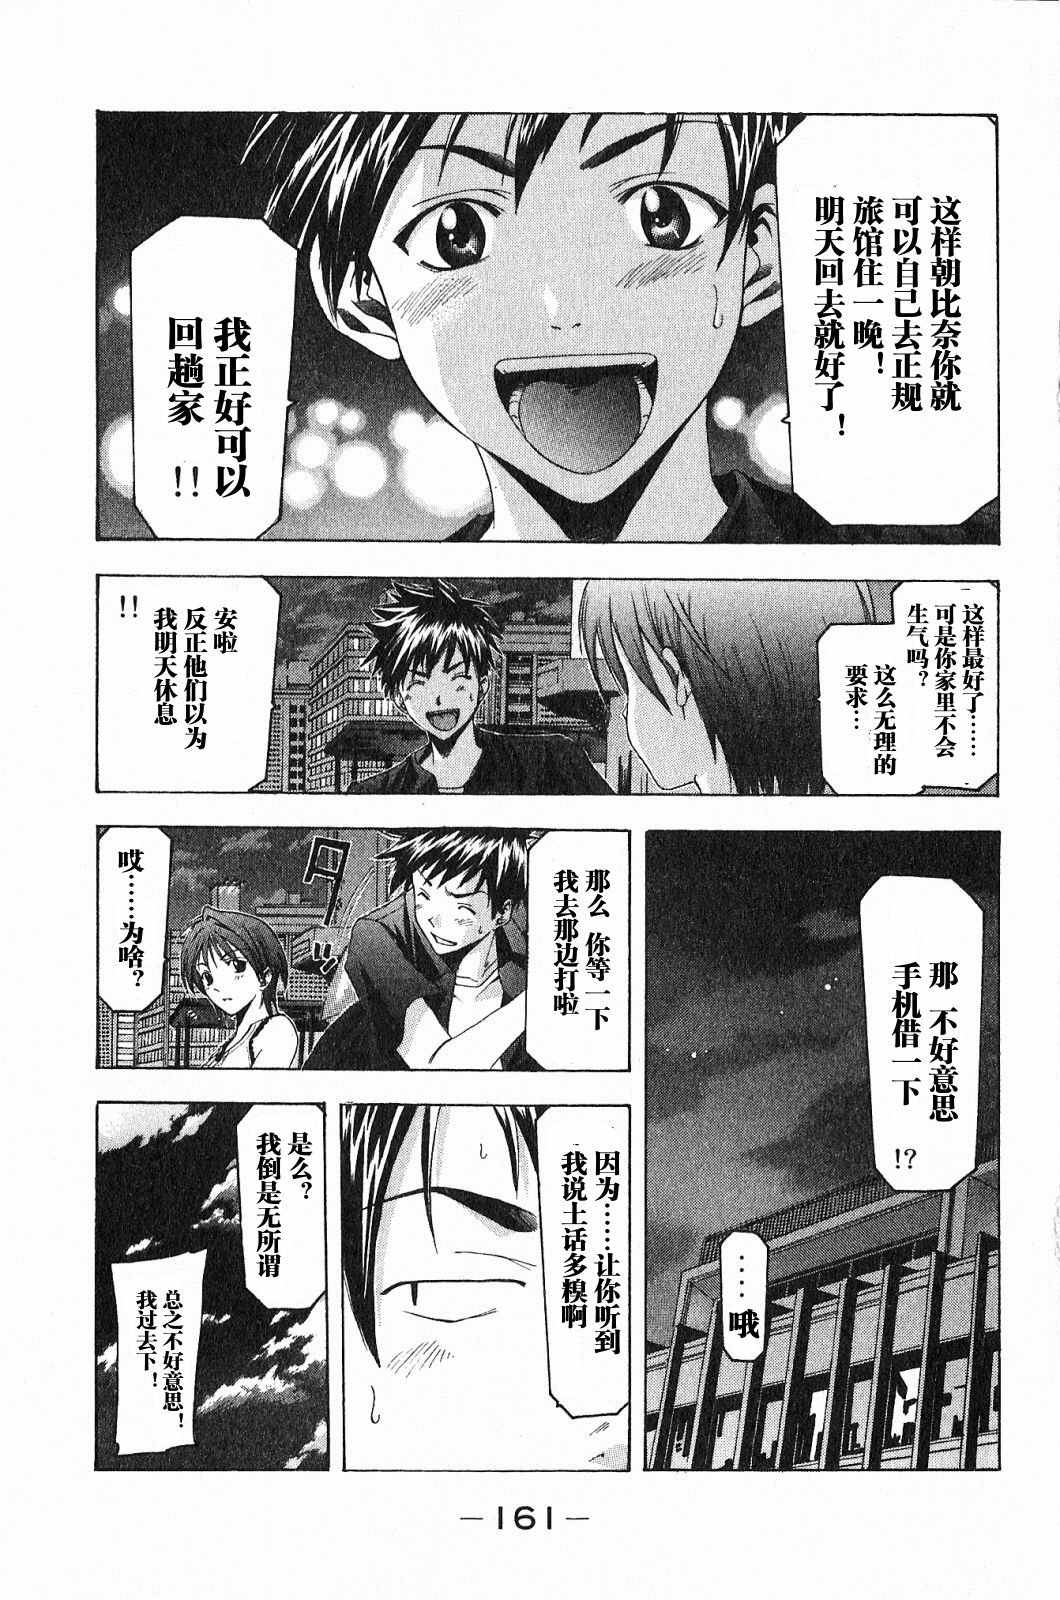 这样朝比奈你就
可以自己去正规
旅馆住一晚！
明天回去就好了！
我正好可以
回趟家
!!
这样最好了……
可是你家里不会
生气吗？
这么无理的
要求…
安啦
反正他们以为
我明天休息
!!
那 不好意思
手机借一下
!?
……哦
那么 你等一下
我去那边打啦
哎……为啥？
因为……让你听到
我说土话多糗啊
是么？
我倒是无所谓
总之不好意思！
我过去下！
—161—